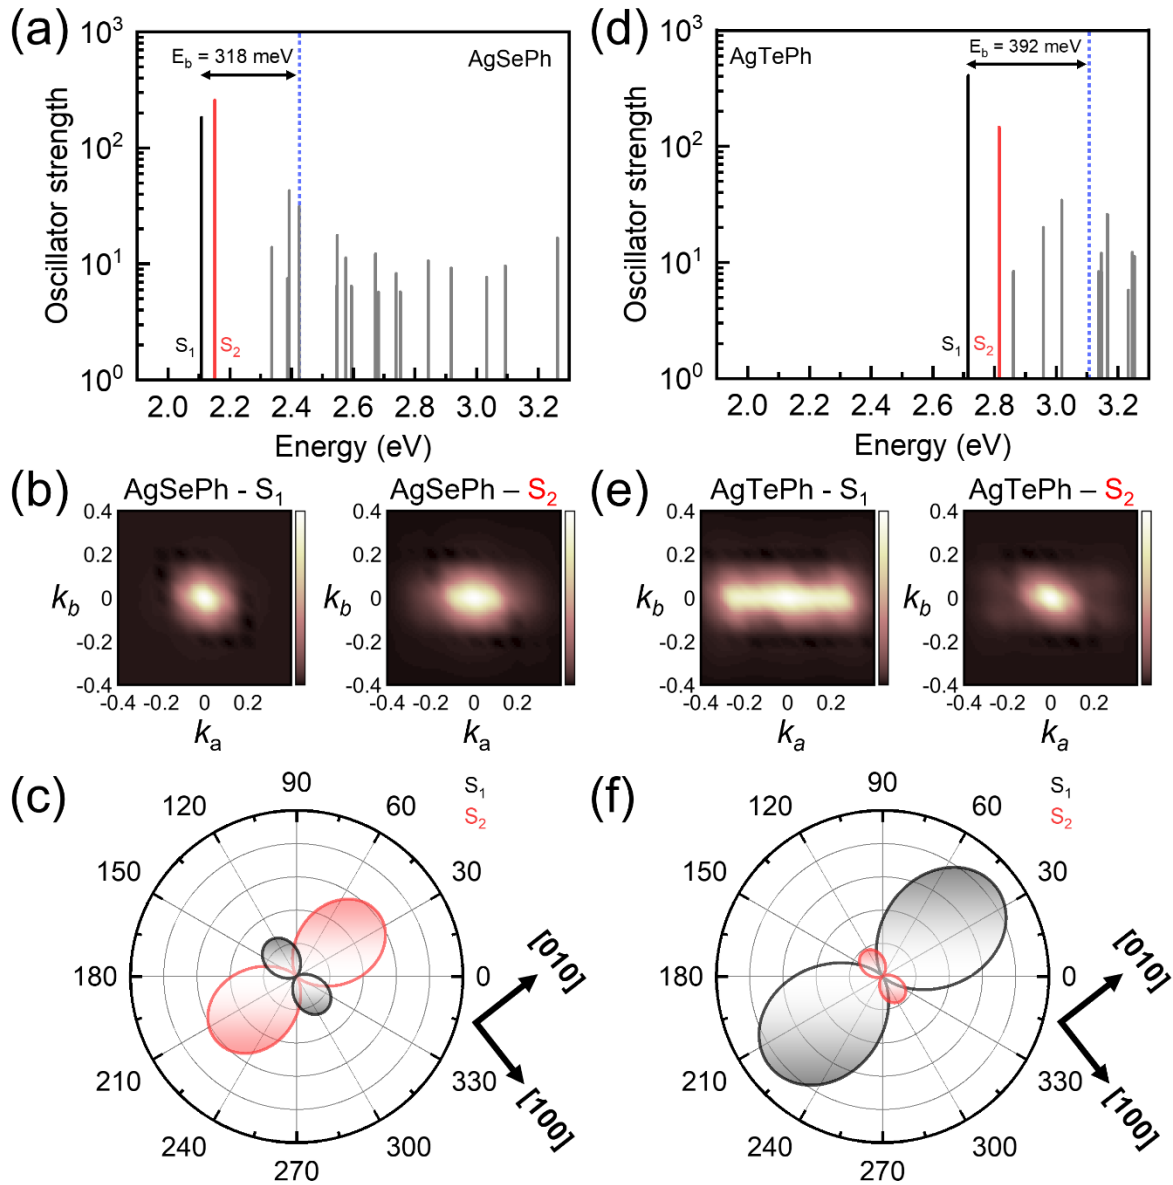 (a)
E_b = 318 meV
AgSePh
10³
10²
10¹
10⁰
Oscillator strength
S₁
S₂
2.0 2.2 2.4 2.6 2.8 3.0 3.2
Energy (eV)
(d)
AgTePh
E_b = 392 meV
10³
10²
10¹
10⁰
Oscillator strength
S₁
S₂
2.0 2.2 2.4 2.6 2.8 3.0 3.2
Energy (eV)
(b)
AgSePh - S₁
0.4
0.2
0
-0.2
-0.4
k_b
-0.4 -0.2 0 0.2
k_a
AgSePh – S₂
0.4
0.2
0
-0.2
-0.4
k_b
-0.4 -0.2 0 0.2
k_a
(e)
AgTePh - S₁
0.4
0.2
0
-0.2
-0.4
k_b
-0.4 -0.2 0 0.2
k_a
AgTePh – S₂
0.4
0.2
0
-0.2
-0.4
k_b
-0.4 -0.2 0 0.2
k_a
(c)
S₁
S₂
90
60
30
0
330
300
270
240
210
180
150
120
[010]
[100]
(f)
S₁
S₂
90
60
30
0
330
300
270
240
210
180
150
120
[010]
[100]